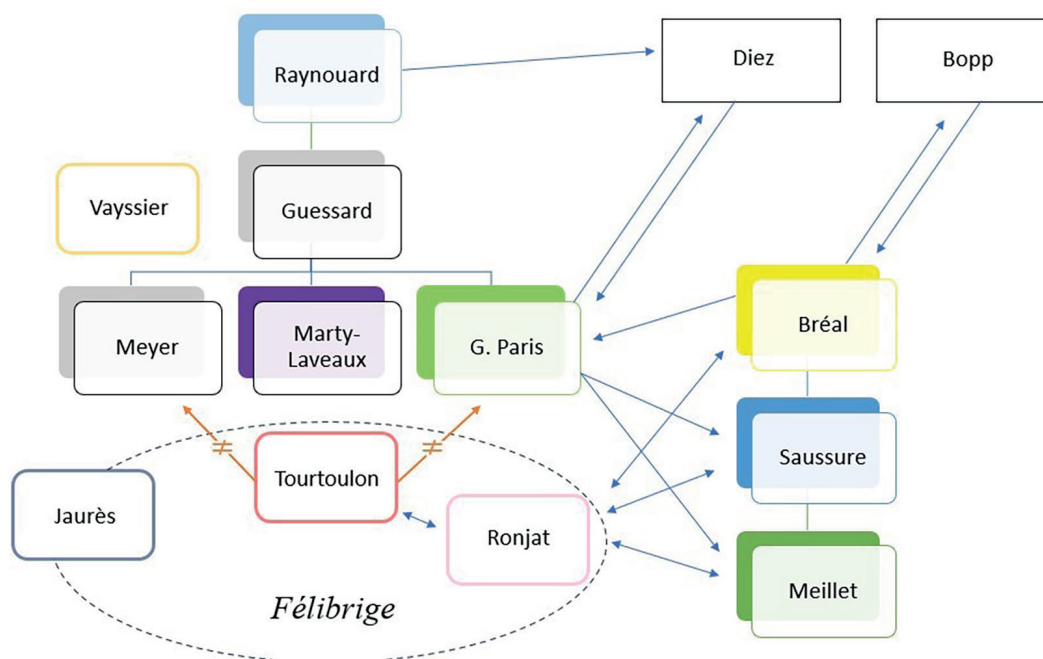 Raynouard
Diez
Bopp
Vayssier
Guessard
Meyer
Marty-
Laveaux
G. Paris
Bréal
≠
≠
Tourtoulon
Saussure
Jaurès
Ronjat
Meillet
Félibrige